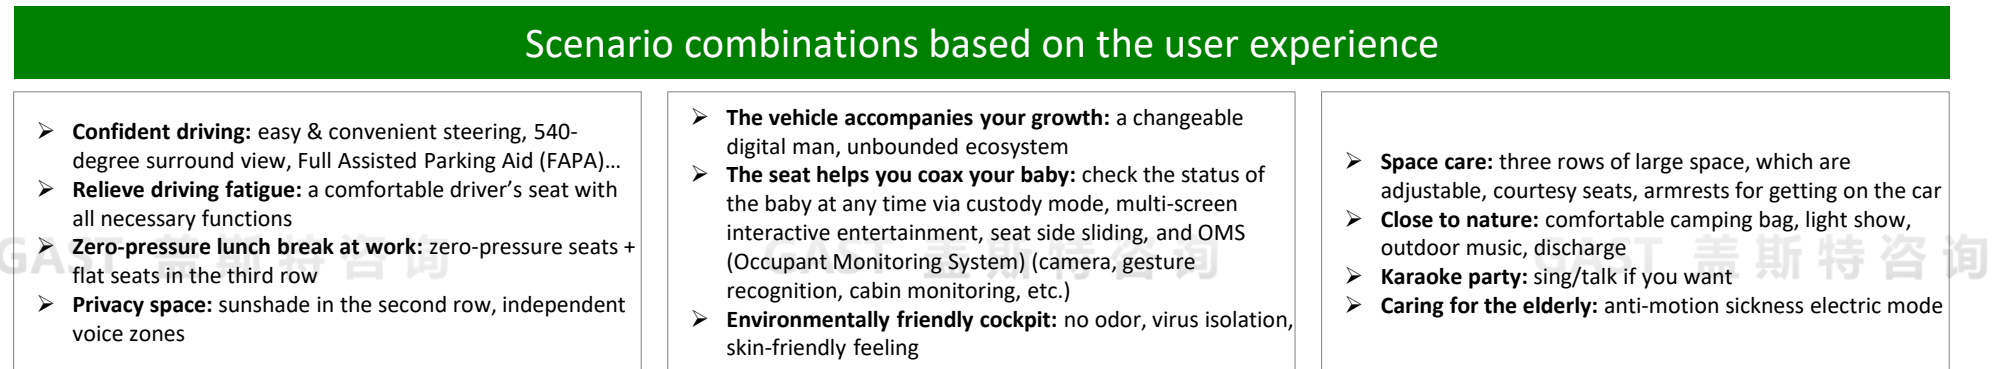 Scenario combinations based on the user experience
➢ Confident driving: easy & convenient steering, 540-
degree surround view, Full Assisted Parking Aid (FAPA)…
➢ Relieve driving fatigue: a comfortable driver’s seat with
all necessary functions
➢ Zero-pressure lunch break at work: zero-pressure seats +
flat seats in the third row
➢ Privacy space: sunshade in the second row, independent
voice zones
➢ The vehicle accompanies your growth: a changeable
digital man, unbounded ecosystem
➢ The seat helps you coax your baby: check the status of
the baby at any time via custody mode, multi-screen
interactive entertainment, seat side sliding, and OMS
(Occupant Monitoring System) (camera, gesture
recognition, cabin monitoring, etc.)
➢ Environmentally friendly cockpit: no odor, virus isolation,
skin-friendly feeling
➢ Space care: three rows of large space, which are
adjustable, courtesy seats, armrests for getting on the car
➢ Close to nature: comfortable camping bag, light show,
outdoor music, discharge
➢ Karaoke party: sing/talk if you want
➢ Caring for the elderly: anti-motion sickness electric mode
GAST 盖斯特咨询
GAST 盖斯特咨询
GAST 盖斯特咨询